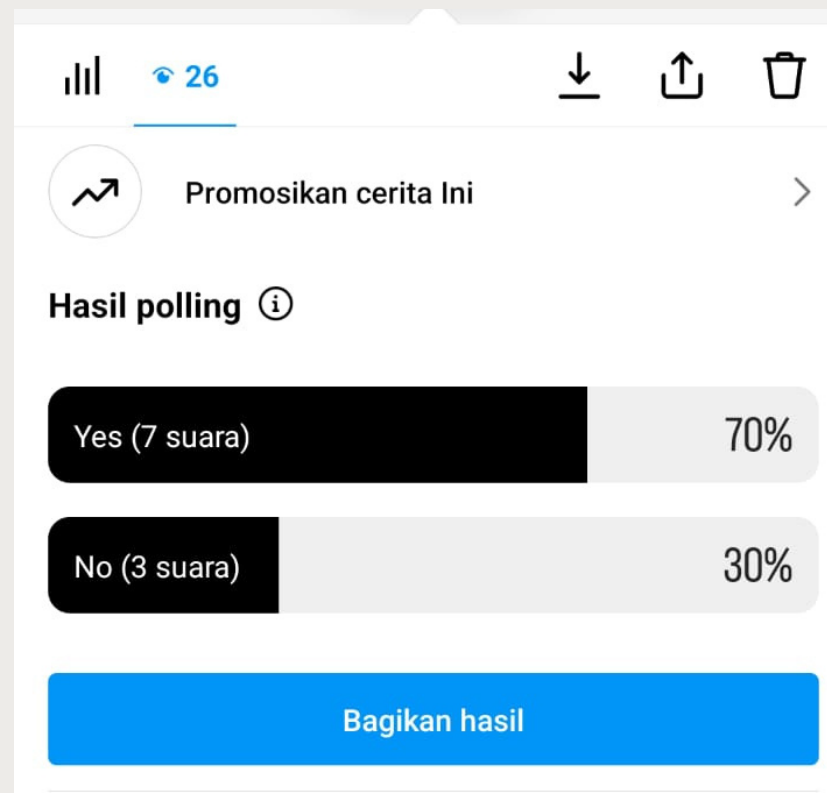 26
Promosikan cerita Ini
Hasil polling
Yes (7 suara) 70%
No (3 suara) 30%
Bagikan hasil